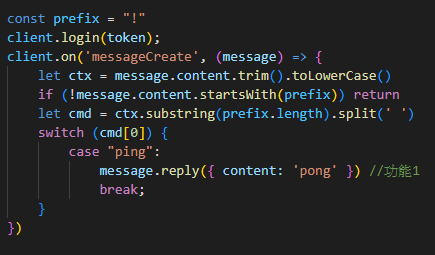 const prefix = "!"
client.login(token);
client.on('messageCreate', (message) => {
    let ctx = message.content.trim().toLowerCase()
    if (!message.content.startsWith(prefix)) return
    let cmd = ctx.substring(prefix.length).split(' ')
    switch (cmd[0]) {
        case "ping":
            message.reply({ content: 'pong' }) //功能1
            break;
    }
})